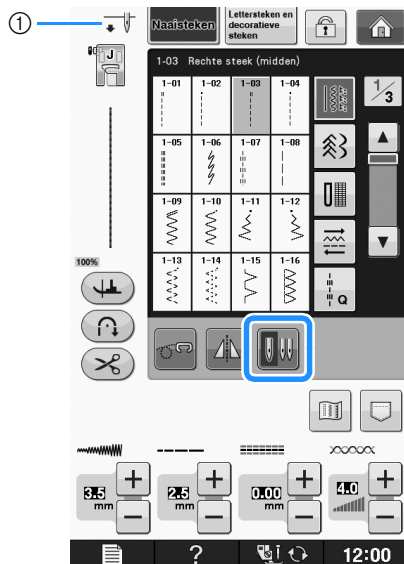 ①
Naaisteken
Lettersteken en
decoratieve
steken
J
1-03 Rechte steek (midden)
1/3
1-01 1-02 1-03 1-04
1-05 1-06 1-07 1-08
1-09 1-10 1-11 1-12
1-13 1-14 1-15 1-16
Q
100%
3.5 mm
2.5 mm
0.00 mm
4.0
?
12:00